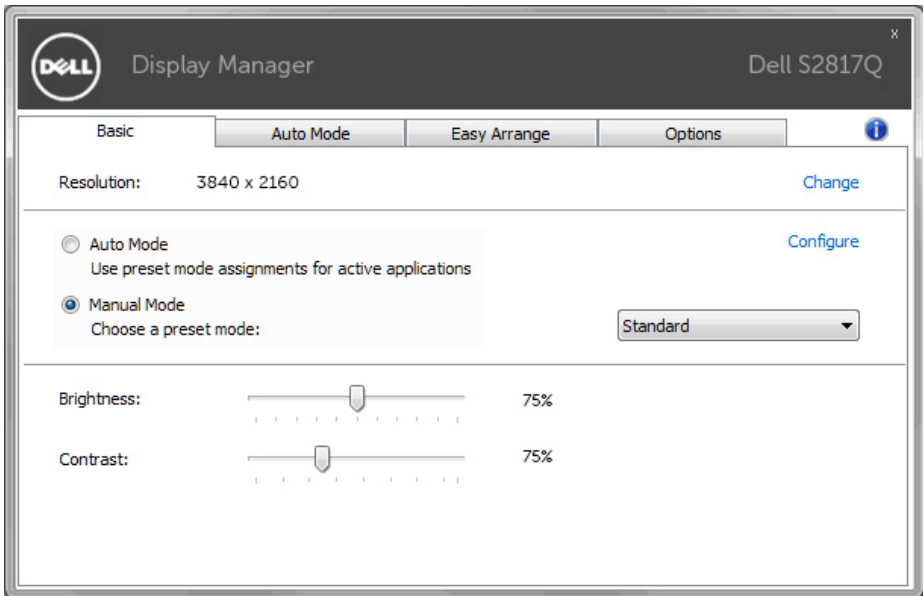 x
DELL Display Manager Dell S2817Q
Basic Auto Mode Easy Arrange Options i
Resolution: 3840 x 2160 Change
Auto Mode Configure
Use preset mode assignments for active applications
Manual Mode
Choose a preset mode: Standard
Brightness: 75%
Contrast: 75%